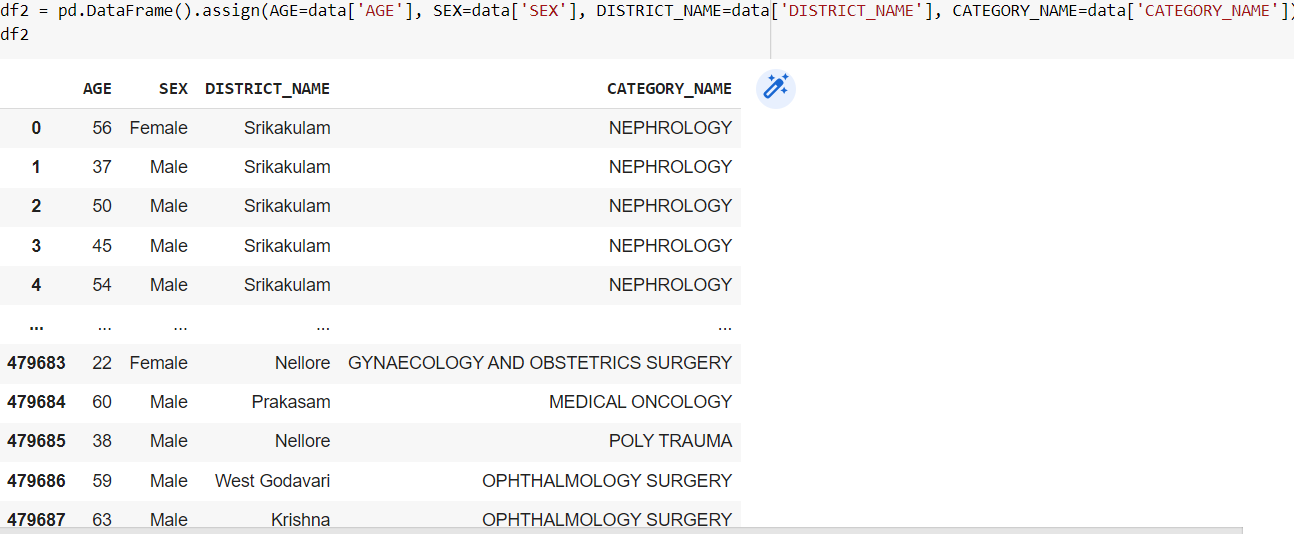 df2 = pd.DataFrame().assign(AGE=data['AGE'], SEX=data['SEX'], DISTRICT_NAME=data['DISTRICT_NAME'], CATEGORY_NAME=data['CATEGORY_NAME'])
df2
AGE SEX DISTRICT_NAME CATEGORY_NAME
0 56 Female Srikakulam NEPHROLOGY
1 37 Male Srikakulam NEPHROLOGY
2 50 Male Srikakulam NEPHROLOGY
3 45 Male Srikakulam NEPHROLOGY
4 54 Male Srikakulam NEPHROLOGY
... ... ... ... ...
479683 22 Female Nellore GYNAECOLOGY AND OBSTETRICS SURGERY
479684 60 Male Prakasam MEDICAL ONCOLOGY
479685 38 Male Nellore POLY TRAUMA
479686 59 Male West Godavari OPHTHALMOLOGY SURGERY
479687 63 Male Krishna OPHTHALMOLOGY SURGERY